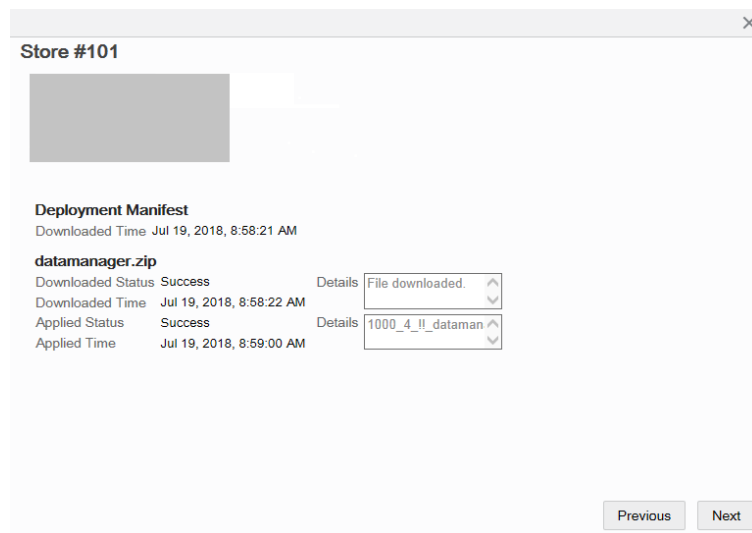 Store #101
Deployment Manifest
Downloaded Time Jul 19, 2018, 8:58:21 AM
datamanager.zip
Downloaded Status Success Details File downloaded.
Downloaded Time Jul 19, 2018, 8:58:22 AM
Applied Status Success Details 1000_4_!!_dataman
Applied Time Jul 19, 2018, 8:59:00 AM
Previous Next